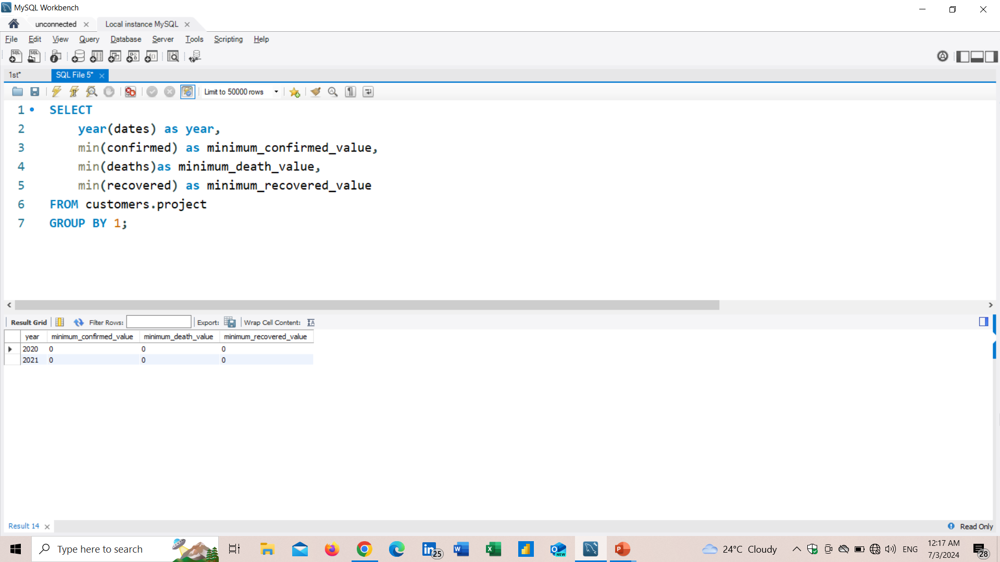 MySQL Workbench
unconnected
Local instance MySQL
File Edit View Query Database Server Tools Scripting Help
1st*
SQL File 5*
Limit to 50000 rows
1 SELECT
2 year(dates) as year,
3 min(confirmed) as minimum_confirmed_value,
4 min(deaths)as minimum_death_value,
5 min(recovered) as minimum_recovered_value
6 FROM customers.project
7 GROUP BY 1;
Result Grid Filter Rows: Export: Wrap Cell Content:
year minimum_confirmed_value minimum_death_value minimum_recovered_value
2020 0 0 0
2021 0 0 0
Result 14
Read Only
Type here to search
25
NEW
24°C Cloudy
ENG
12:17 AM
7/3/2024
28